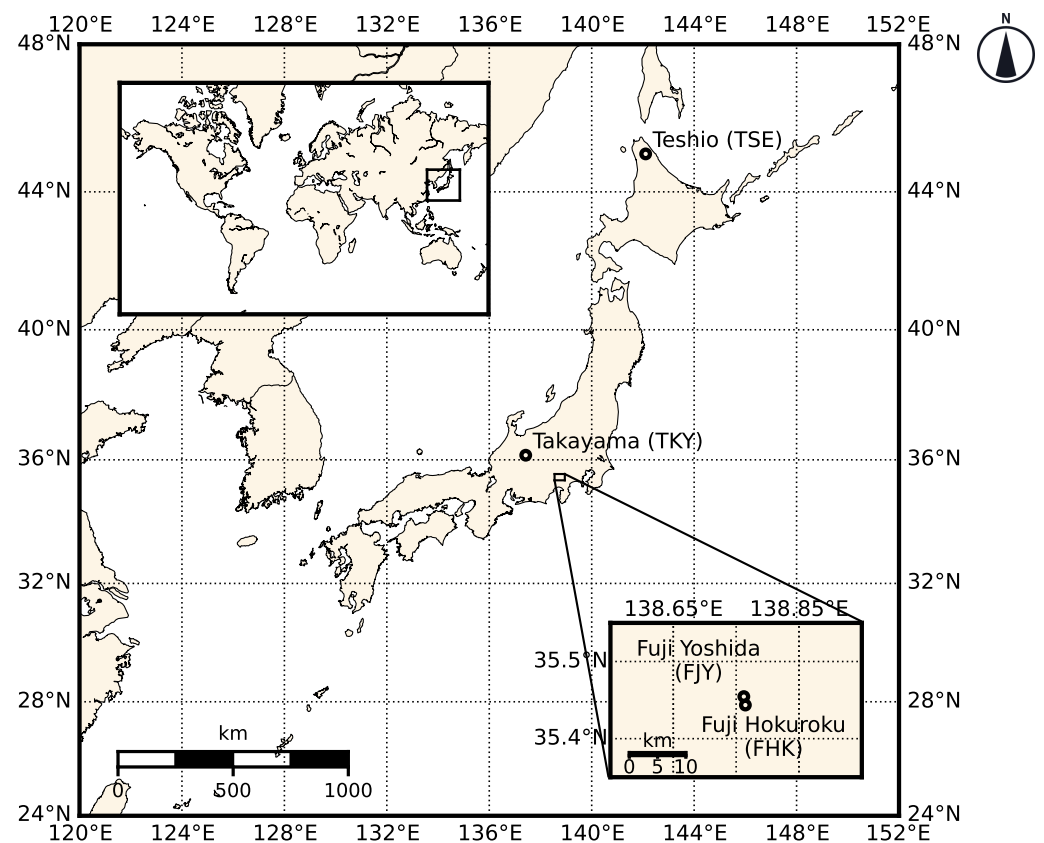 120°E 124°E 128°E 132°E 136°E 140°E 144°E 148°E 152°E
N
48°N 48°N
Teshio (TSE)
44°N 44°N
40°N 40°N
Takayama (TKY)
36°N 36°N
32°N 32°N
138.65°E 138.85°E
Fuji Yoshida
35.5°N
(FJY)
28°N 28°N
Fuji Hokuroku
km
35.4°N km
(FHK)
0 5 10
0 500 1000
24°N 24°N
120°E 124°E 128°E 132°E 136°E 140°E 144°E 148°E 152°E